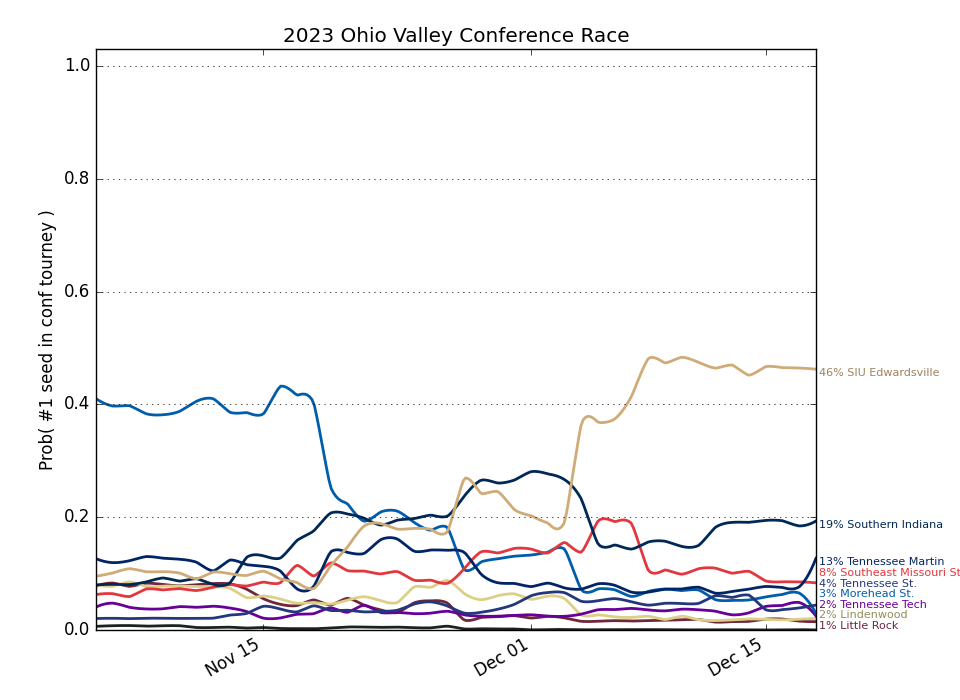 2023 Ohio Valley Conference Race
Prob( #1 seed in conf tourney )
1.0
0.8
0.6
0.4
0.2
0.0
Nov 15
Dec 01
Dec 15
46% SIU Edwardsville
19% Southern Indiana
13% Tennessee Martin
8% Southeast Missouri St
4% Tennessee St.
3% Morehead St.
2% Tennessee Tech
2% Lindenwood
1% Little Rock